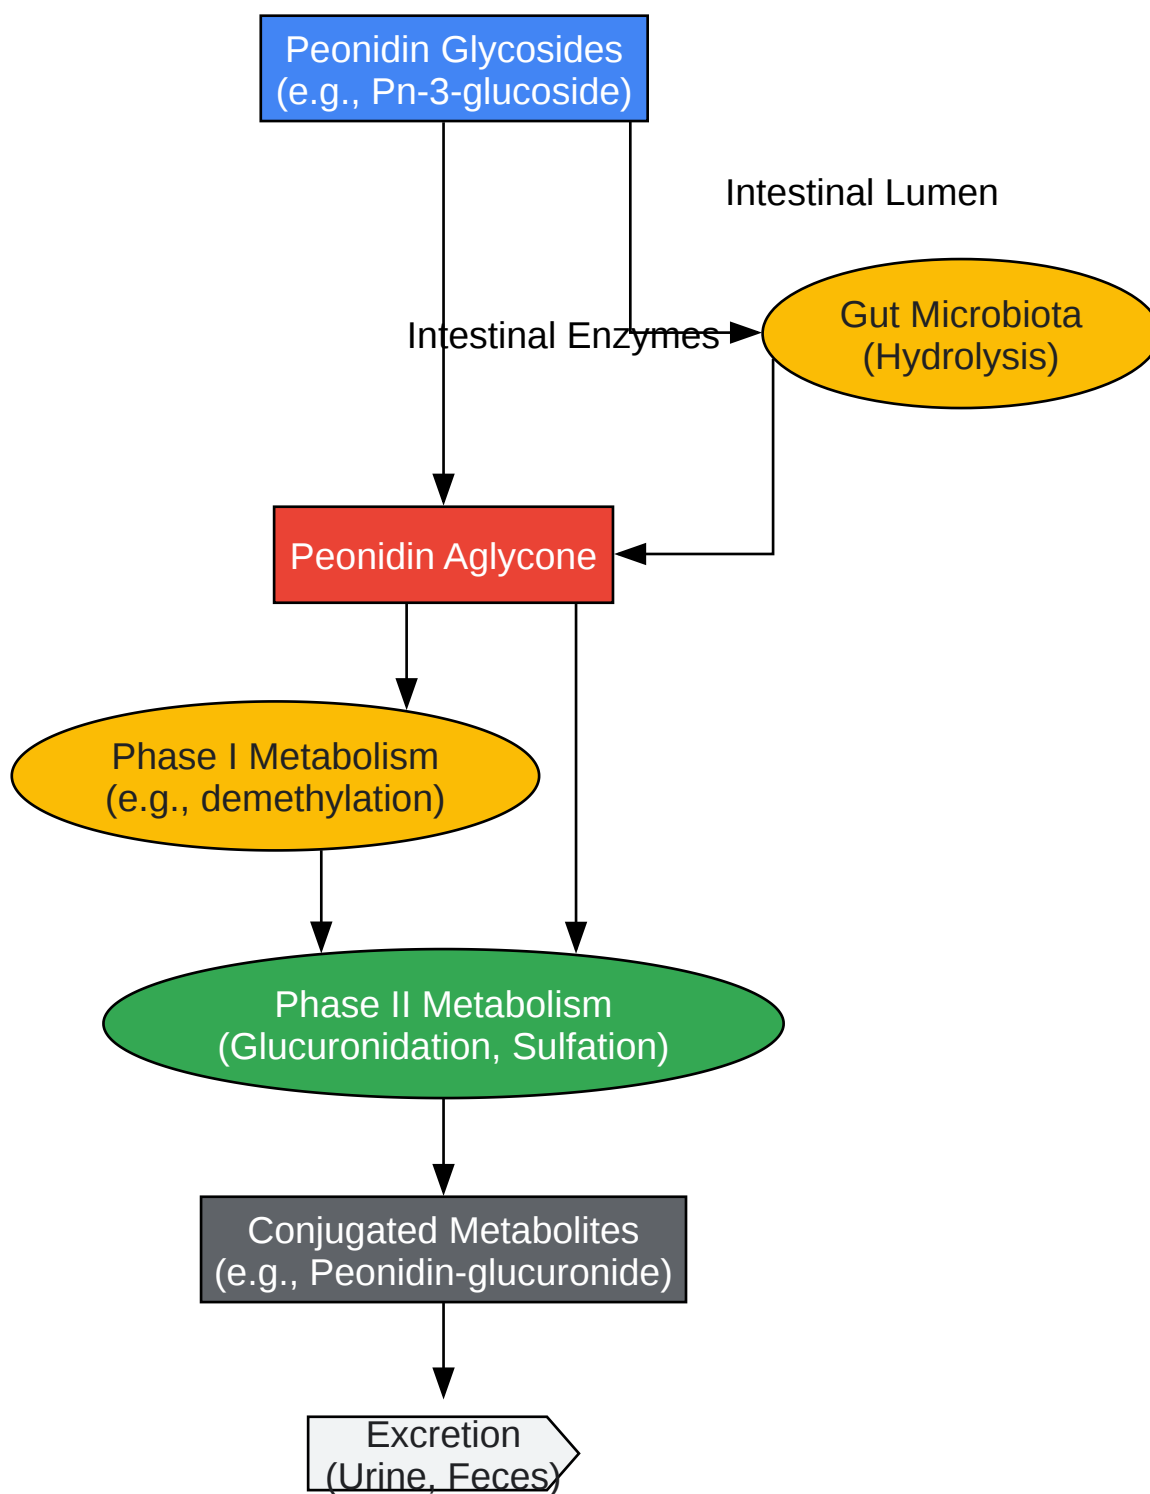 Peonidin Glycosides
(e.g., Pn-3-glucoside)
Intestinal Lumen
Intestinal Enzymes
Gut Microbiota
(Hydrolysis)
Peonidin Aglycone
Phase I Metabolism
(e.g., demethylation)
Phase II Metabolism
(Glucuronidation, Sulfation)
Conjugated Metabolites
(e.g., Peonidin-glucuronide)
Excretion
(Urine, Feces)